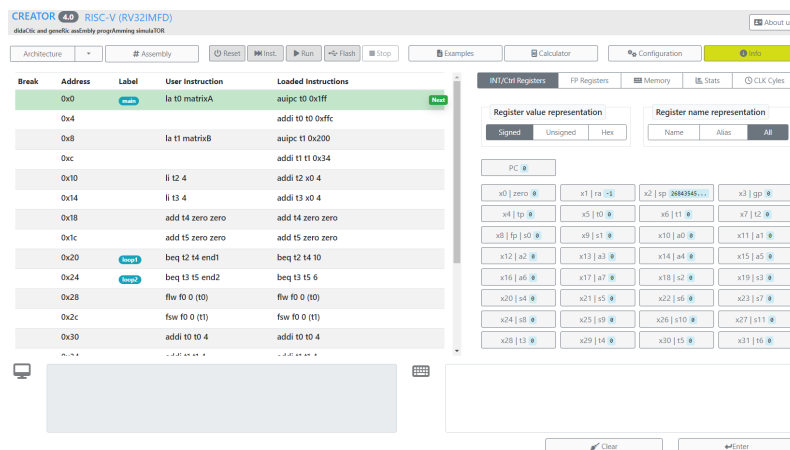 CREATOR 4.0 RISC-V (RV32IMFD)
didaCtic and geneRic assEmbly progrAmming simulaTOR
About u
Architecture # Assembly Reset Inst. Run Flash Stop Examples Calculator Configuration Info
Break Address Label User Instruction Loaded Instructions
0x0 main la t0 matrixA auipc t0 0x1ff Next
0x4 addi t0 t0 0xffc
0x8 la t1 matrixB auipc t1 0x200
0xc addi t1 t1 0x34
0x10 li t2 4 addi t2 x0 4
0x14 li t3 4 addi t3 x0 4
0x18 add t4 zero zero add t4 zero zero
0x1c add t5 zero zero add t5 zero zero
0x20 loop1 beq t2 t4 end1 beq t2 t4 10
0x24 loop2 beq t3 t5 end2 beq t3 t5 6
0x28 flw f0 0 (t0) flw f0 0 (t0)
0x2c fsw f0 0 (t1) fsw f0 0 (t1)
0x30 addi t0 t0 4 addi t0 t0 4
0x34 addi t1 t1 4 addi t1 t1 4
INT/Ctrl Registers FP Registers Memory Stats CLK Cyles
Register value representation Register name representation
Signed Unsigned Hex Name Alias All
PC 0
x0 | zero 0 x1 | ra -1 x2 | sp 26843545... x3 | gp 0
x4 | tp 0 x5 | t0 0 x6 | t1 0 x7 | t2 0
x8 | fp | s0 0 x9 | s1 0 x10 | a0 0 x11 | a1 0
x12 | a2 0 x13 | a3 0 x14 | a4 0 x15 | a5 0
x16 | a6 0 x17 | a7 0 x18 | s2 0 x19 | s3 0
x20 | s4 0 x21 | s5 0 x22 | s6 0 x23 | s7 0
x24 | s8 0 x25 | s9 0 x26 | s10 0 x27 | s11 0
x28 | t3 0 x29 | t4 0 x30 | t5 0 x31 | t6 0
Clear Enter